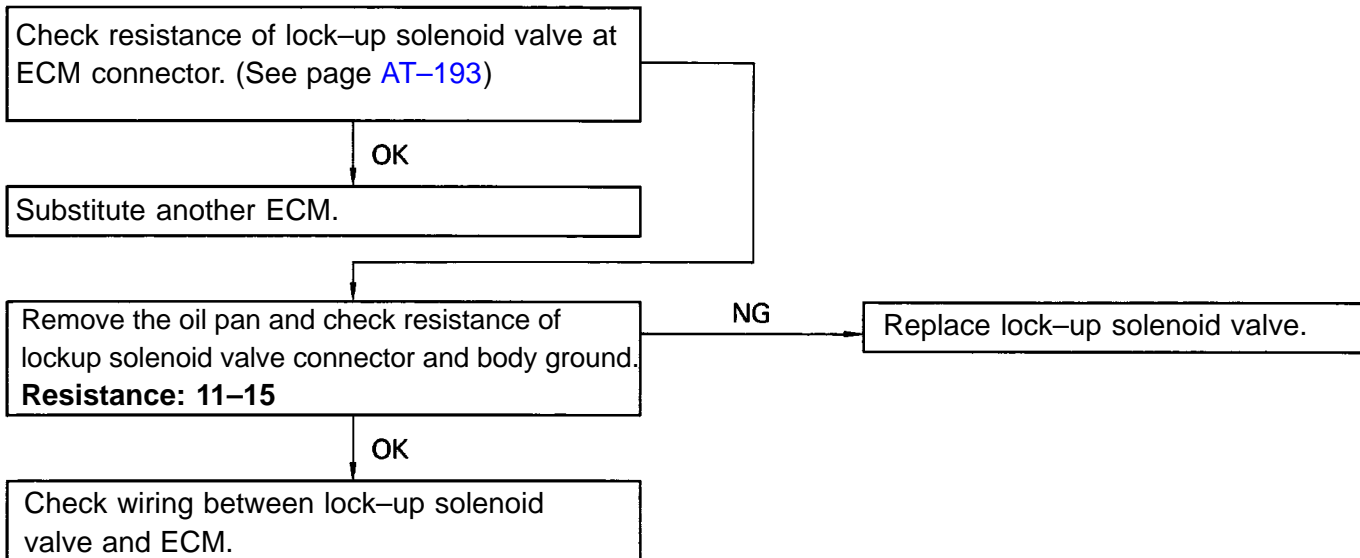 Check resistance of lock–up solenoid valve at
ECM connector. (See page AT–193)
OK
Substitute another ECM.
Remove the oil pan and check resistance of
lockup solenoid valve connector and body ground.
Resistance: 11–15
NG
Replace lock–up solenoid valve.
OK
Check wiring between lock–up solenoid
valve and ECM.